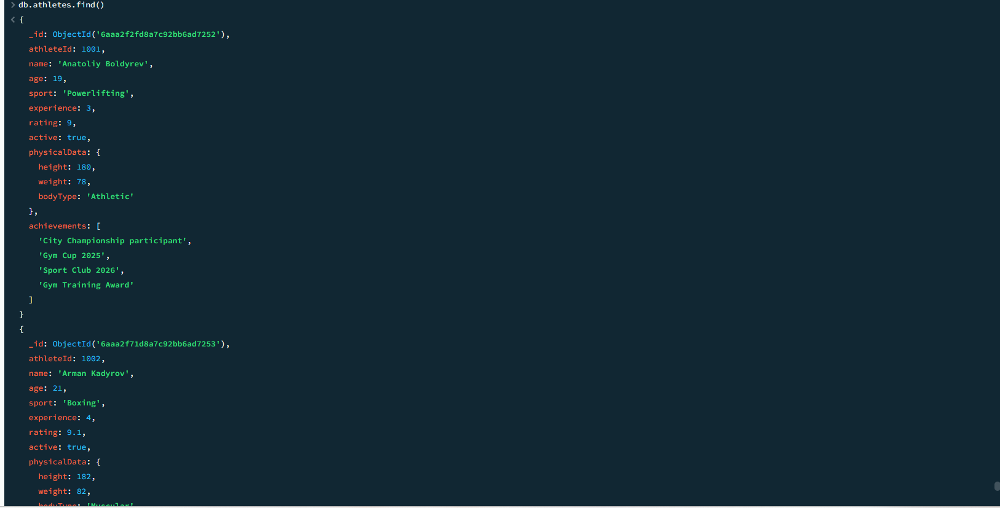 > db.athletes.find()
< {
_id: ObjectId('6aaa2f2fd8a7c92bb6ad7252'),
athleteId: 1001,
name: 'Anatoliy Boldyrev',
age: 19,
sport: 'Powerlifting',
experience: 3,
rating: 9,
active: true,
physicalData: {
height: 180,
weight: 78,
bodyType: 'Athletic'
},
achievements: [
'City Championship participant',
'Gym Cup 2025',
'Sport Club 2026',
'Gym Training Award'
]
}
{
_id: ObjectId('6aaa2f71d8a7c92bb6ad7253'),
athleteId: 1002,
name: 'Arman Kadyrov',
age: 21,
sport: 'Boxing',
experience: 4,
rating: 9.1,
active: true,
physicalData: {
height: 182,
weight: 82,
bodyType: 'Muscular'